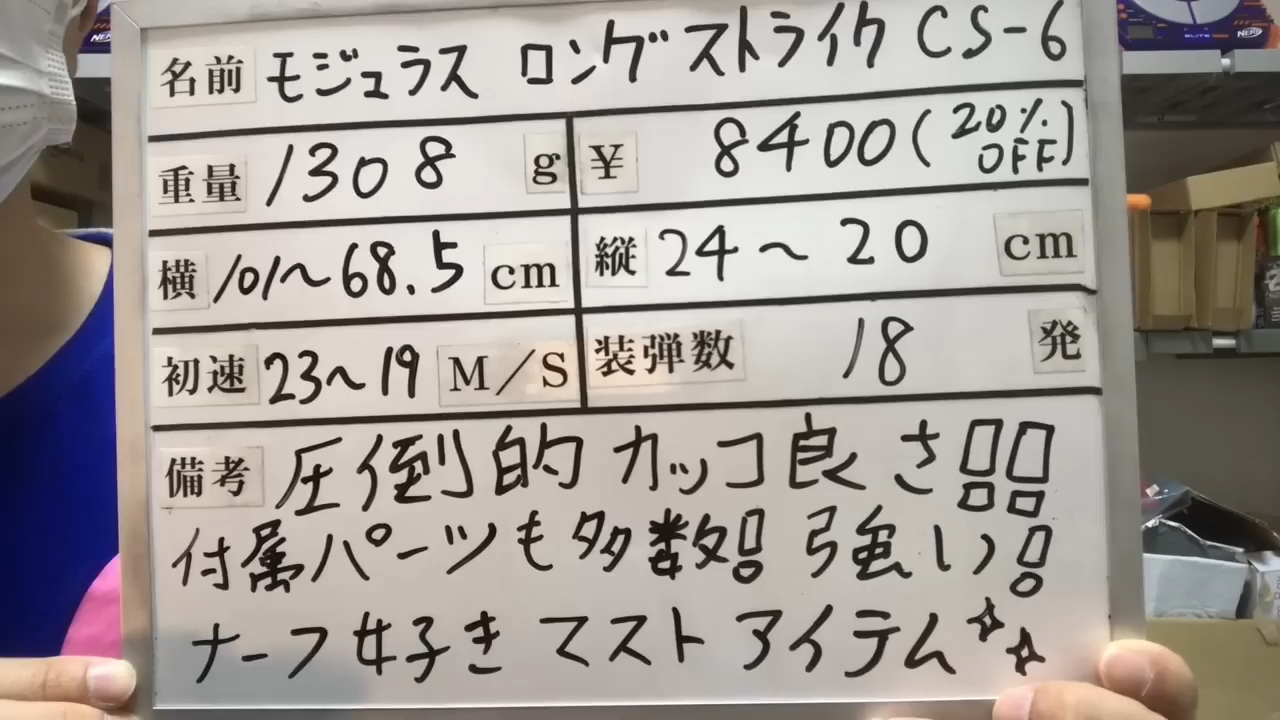 名前 モジュラス ロングストライク CS-6
重量 1308 g ¥ 8400(20% OFF)
横 101〜68.5 cm 縦 24〜20 cm
初速 23〜19 M/S 装弾数 18 発
備考 圧倒的カッコ良さ!!
付属パーツも多数! 強い!
ナーフ好きマストアイテム
NERF
ELITE NERF